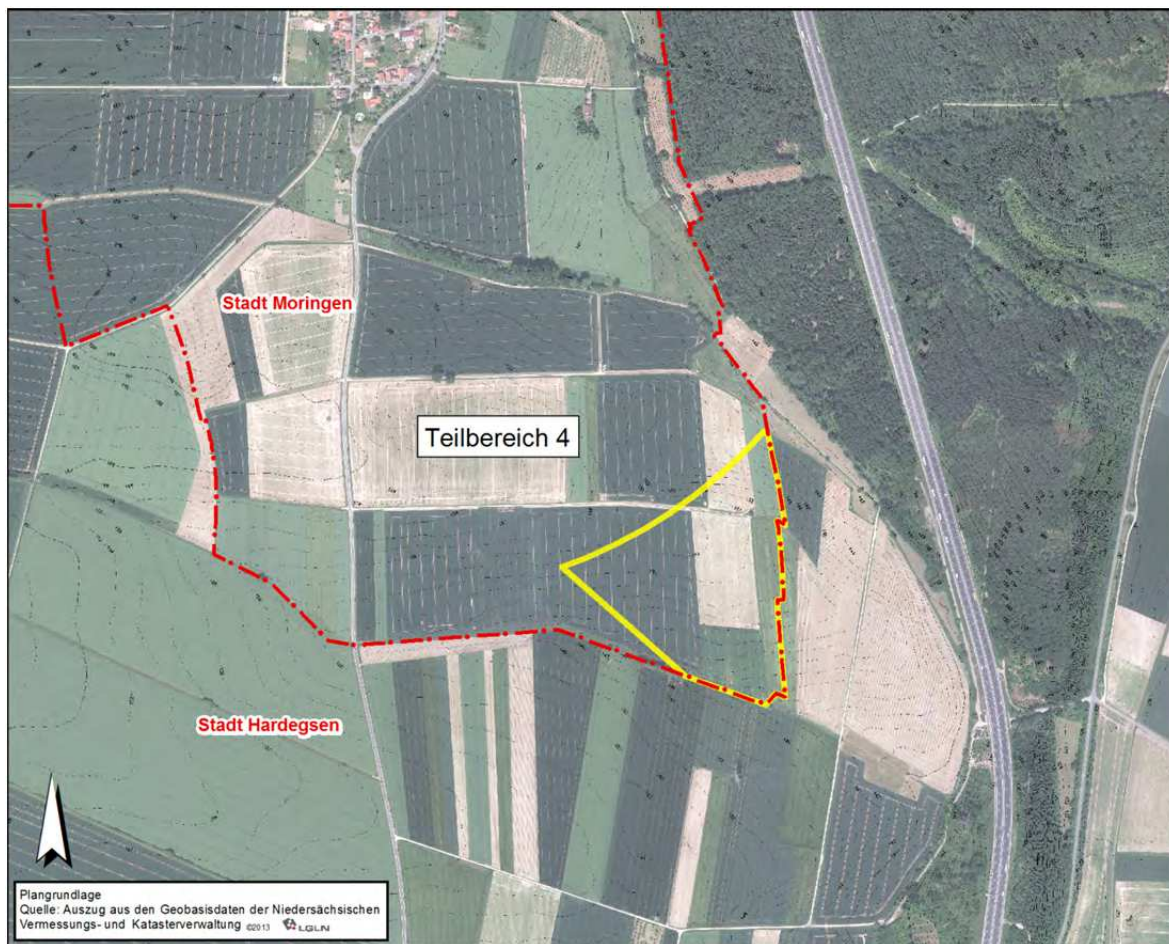 Stadt Moringen
Teilbereich 4
Stadt Hardegsen
Plangrundlage
Quelle: Auszug aus den Geobasisdaten der Niedersächsischen
Vermessungs- und Katasterverwaltung ©2013 LGLN